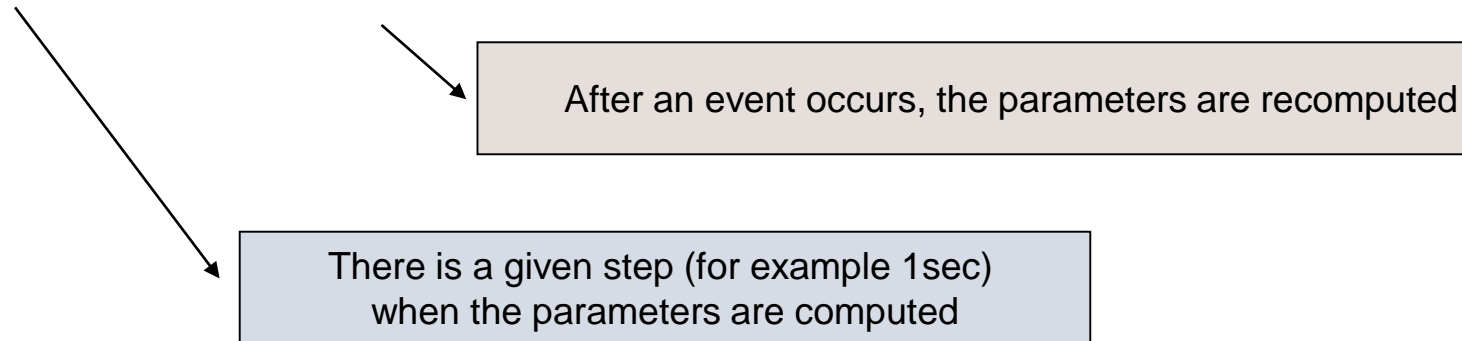 After an event occurs, the parameters are recomputed
There is a given step (for example 1sec)
when the parameters are computed